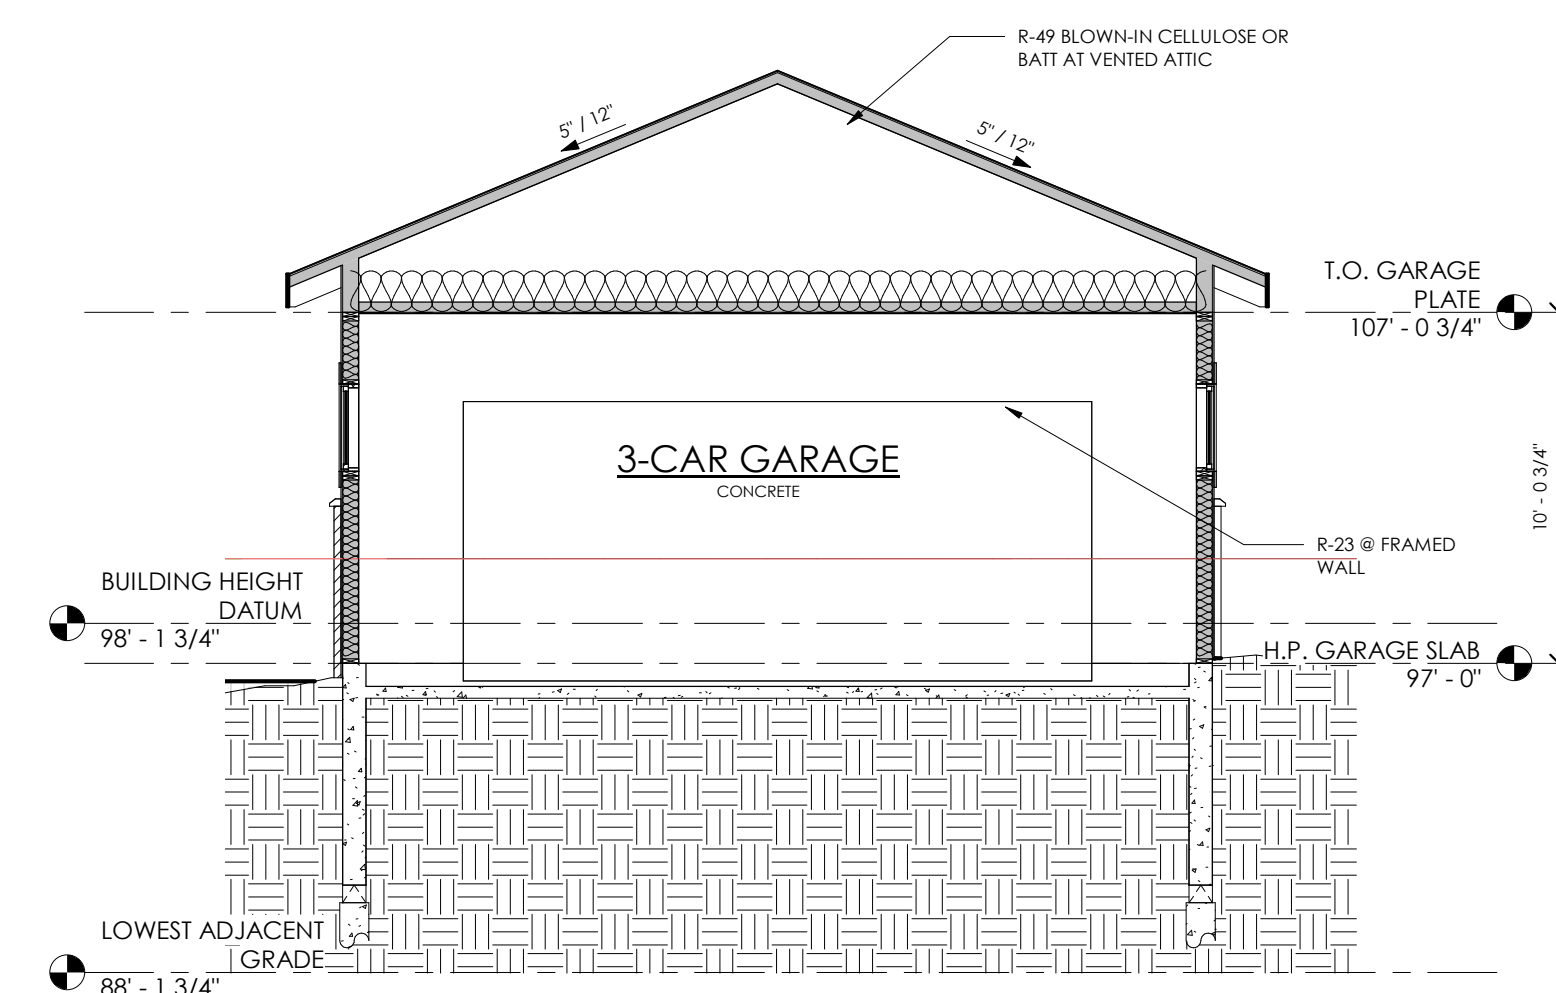 R-49 BLOWN-IN CELLULOSE OR
BATT AT VENTED ATTIC
5" / 12"
5" / 12"
T.O. GARAGE
PLATE
107' - 0 3/4"
3-CAR GARAGE
CONCRETE
10' - 0 3/4"
R-23 @ FRAMED
WALL
BUILDING HEIGHT
DATUM
98' - 1 3/4"
H.P. GARAGE SLAB
97' - 0"
LOWEST ADJACENT
GRADE
88' - 1 3/4"